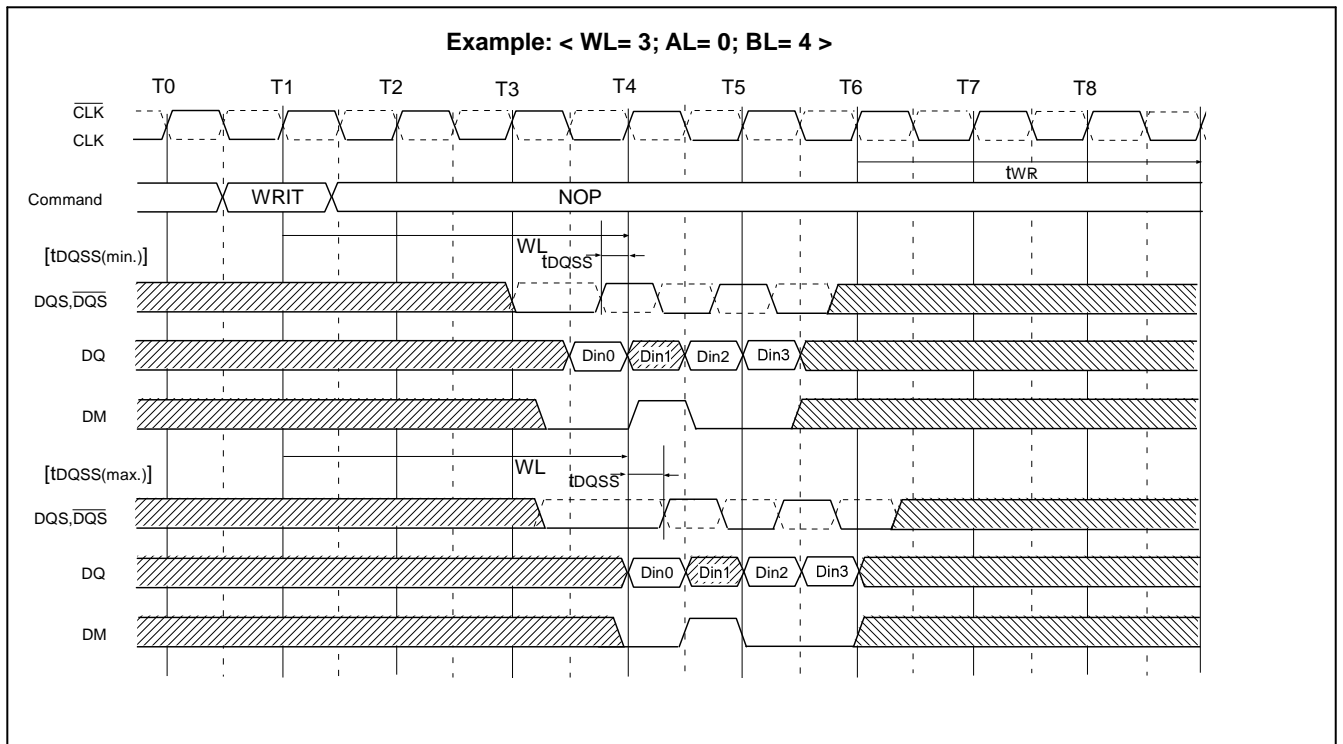 Example: < WL= 3; AL= 0; BL= 4 >
T0 T1 T2 T3 T4 T5 T6 T7 T8
CLK
CLK
tWR
Command WRIT NOP
[tDQSS(min.)] WL
tDQSS
DQS,DQS
DQ Din0 Din1 Din2 Din3
DM
[tDQSS(max.)] WL
tDQSS
DQS,DQS
DQ Din0 Din1 Din2 Din3
DM